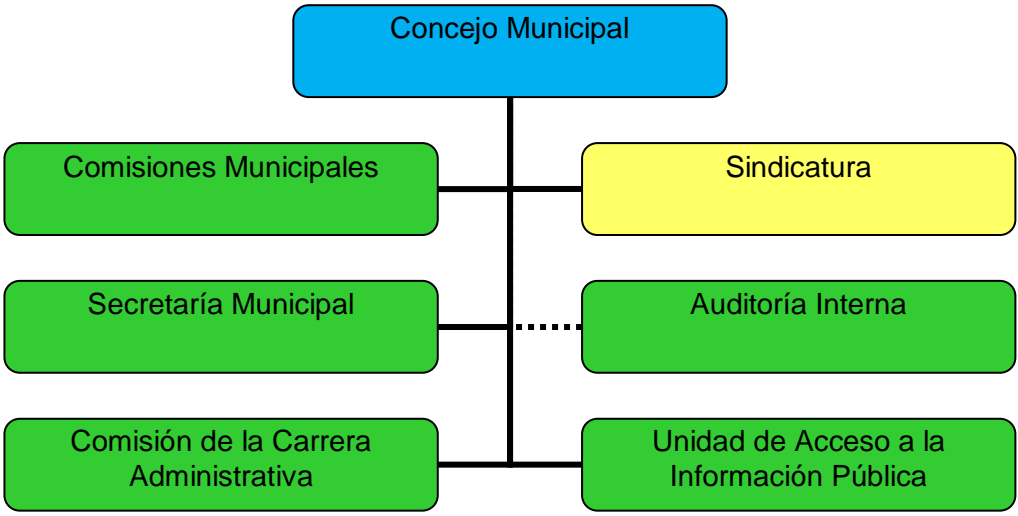 Concejo Municipal
Comisiones Municipales
Sindicatura
Secretaría Municipal
Auditoría Interna
Comisión de la Carrera
Administrativa
Unidad de Acceso a la
Información Pública